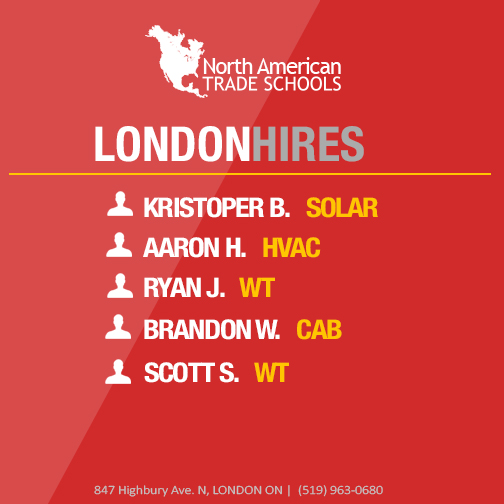 North American
TRADE SCHOOLS
LONDONHIRES
KRISTOPER B. SOLAR
AARON H. HVAC
RYAN J. WT
BRANDON W. CAB
SCOTT S. WT
847 Highbury Ave. N, LONDON ON | (519) 963-0680